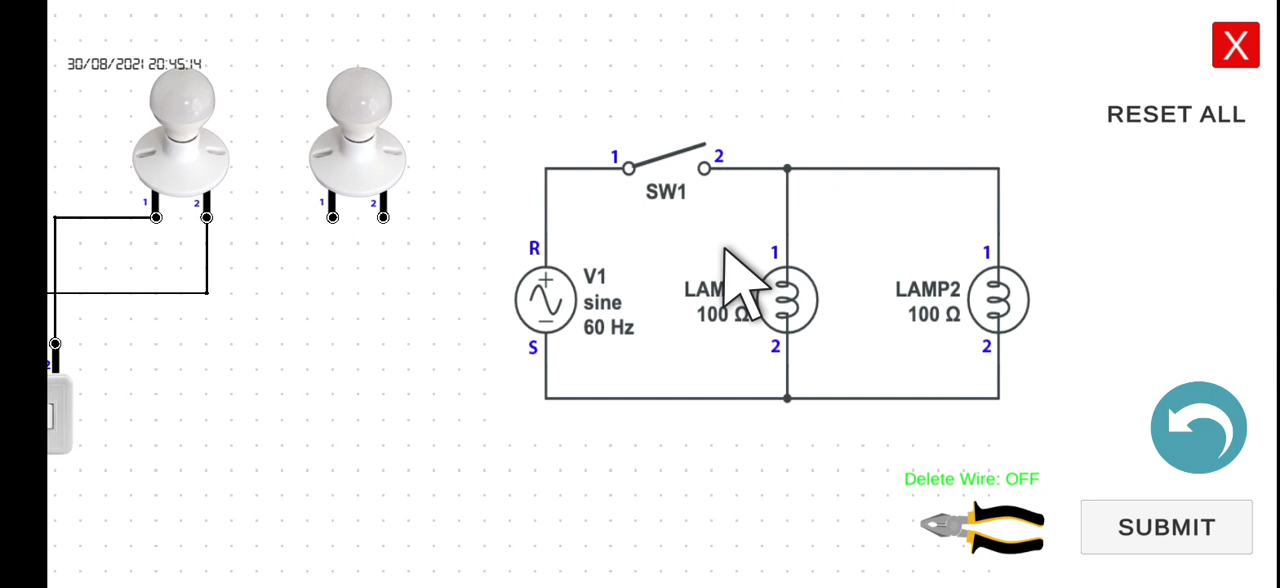 30/08/2021 20:45:14
X
RESET ALL
1 2
1 2
2
1 2
SW1
R
V1
sine
60 Hz
S
1
LAM
100 Ω
2
1
LAMP2
100 Ω
2
Delete Wire: OFF
SUBMIT